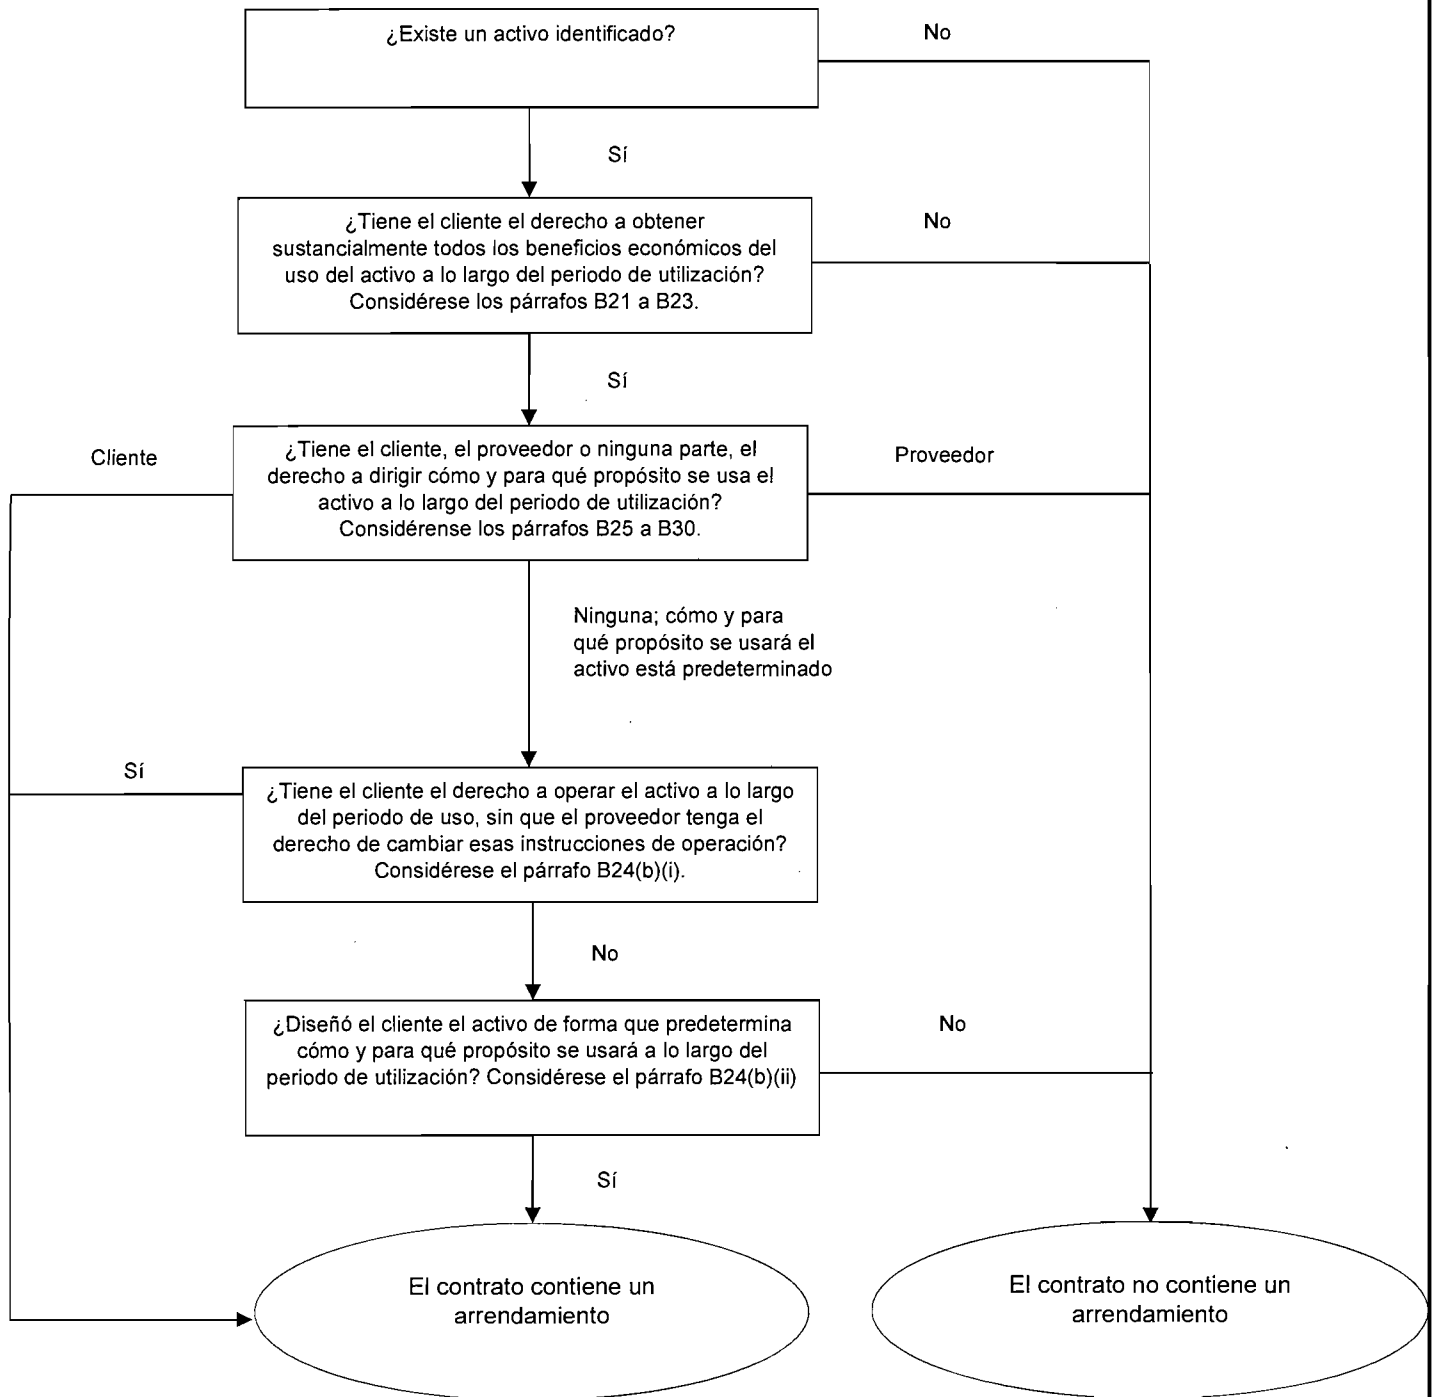 ¿Existe un activo identificado?
No
Sí
¿Tiene el cliente el derecho a obtener
sustancialmente todos los beneficios económicos del
uso del activo a lo largo del periodo de utilización?
Considérese los párrafos B21 a B23.
No
Sí
Cliente
¿Tiene el cliente, el proveedor o ninguna parte, el
derecho a dirigir cómo y para qué propósito se usa el
activo a lo largo del periodo de utilización?
Considérense los párrafos B25 a B30.
Proveedor
Ninguna; cómo y para
qué propósito se usará el
activo está predeterminado
Sí
¿Tiene el cliente el derecho a operar el activo a lo largo
del periodo de uso, sin que el proveedor tenga el
derecho de cambiar esas instrucciones de operación?
Considérese el párrafo B24(b)(i).
No
¿Diseñó el cliente el activo de forma que predetermina
cómo y para qué propósito se usará a lo largo del
periodo de utilización? Considérese el párrafo B24(b)(ii)
No
Sí
El contrato contiene un
arrendamiento
El contrato no contiene un
arrendamiento